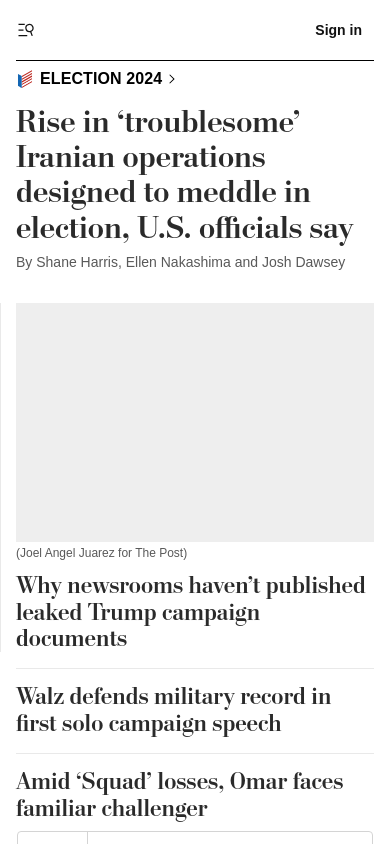 Sign in
ELECTION 2024
Rise in ‘troublesome’
Iranian operations
designed to meddle in
election, U.S. officials say
By Shane Harris, Ellen Nakashima and Josh Dawsey
(Joel Angel Juarez for The Post)
Why newsrooms haven’t published
leaked Trump campaign
documents
Walz defends military record in
first solo campaign speech
Amid ‘Squad’ losses, Omar faces
familiar challenger